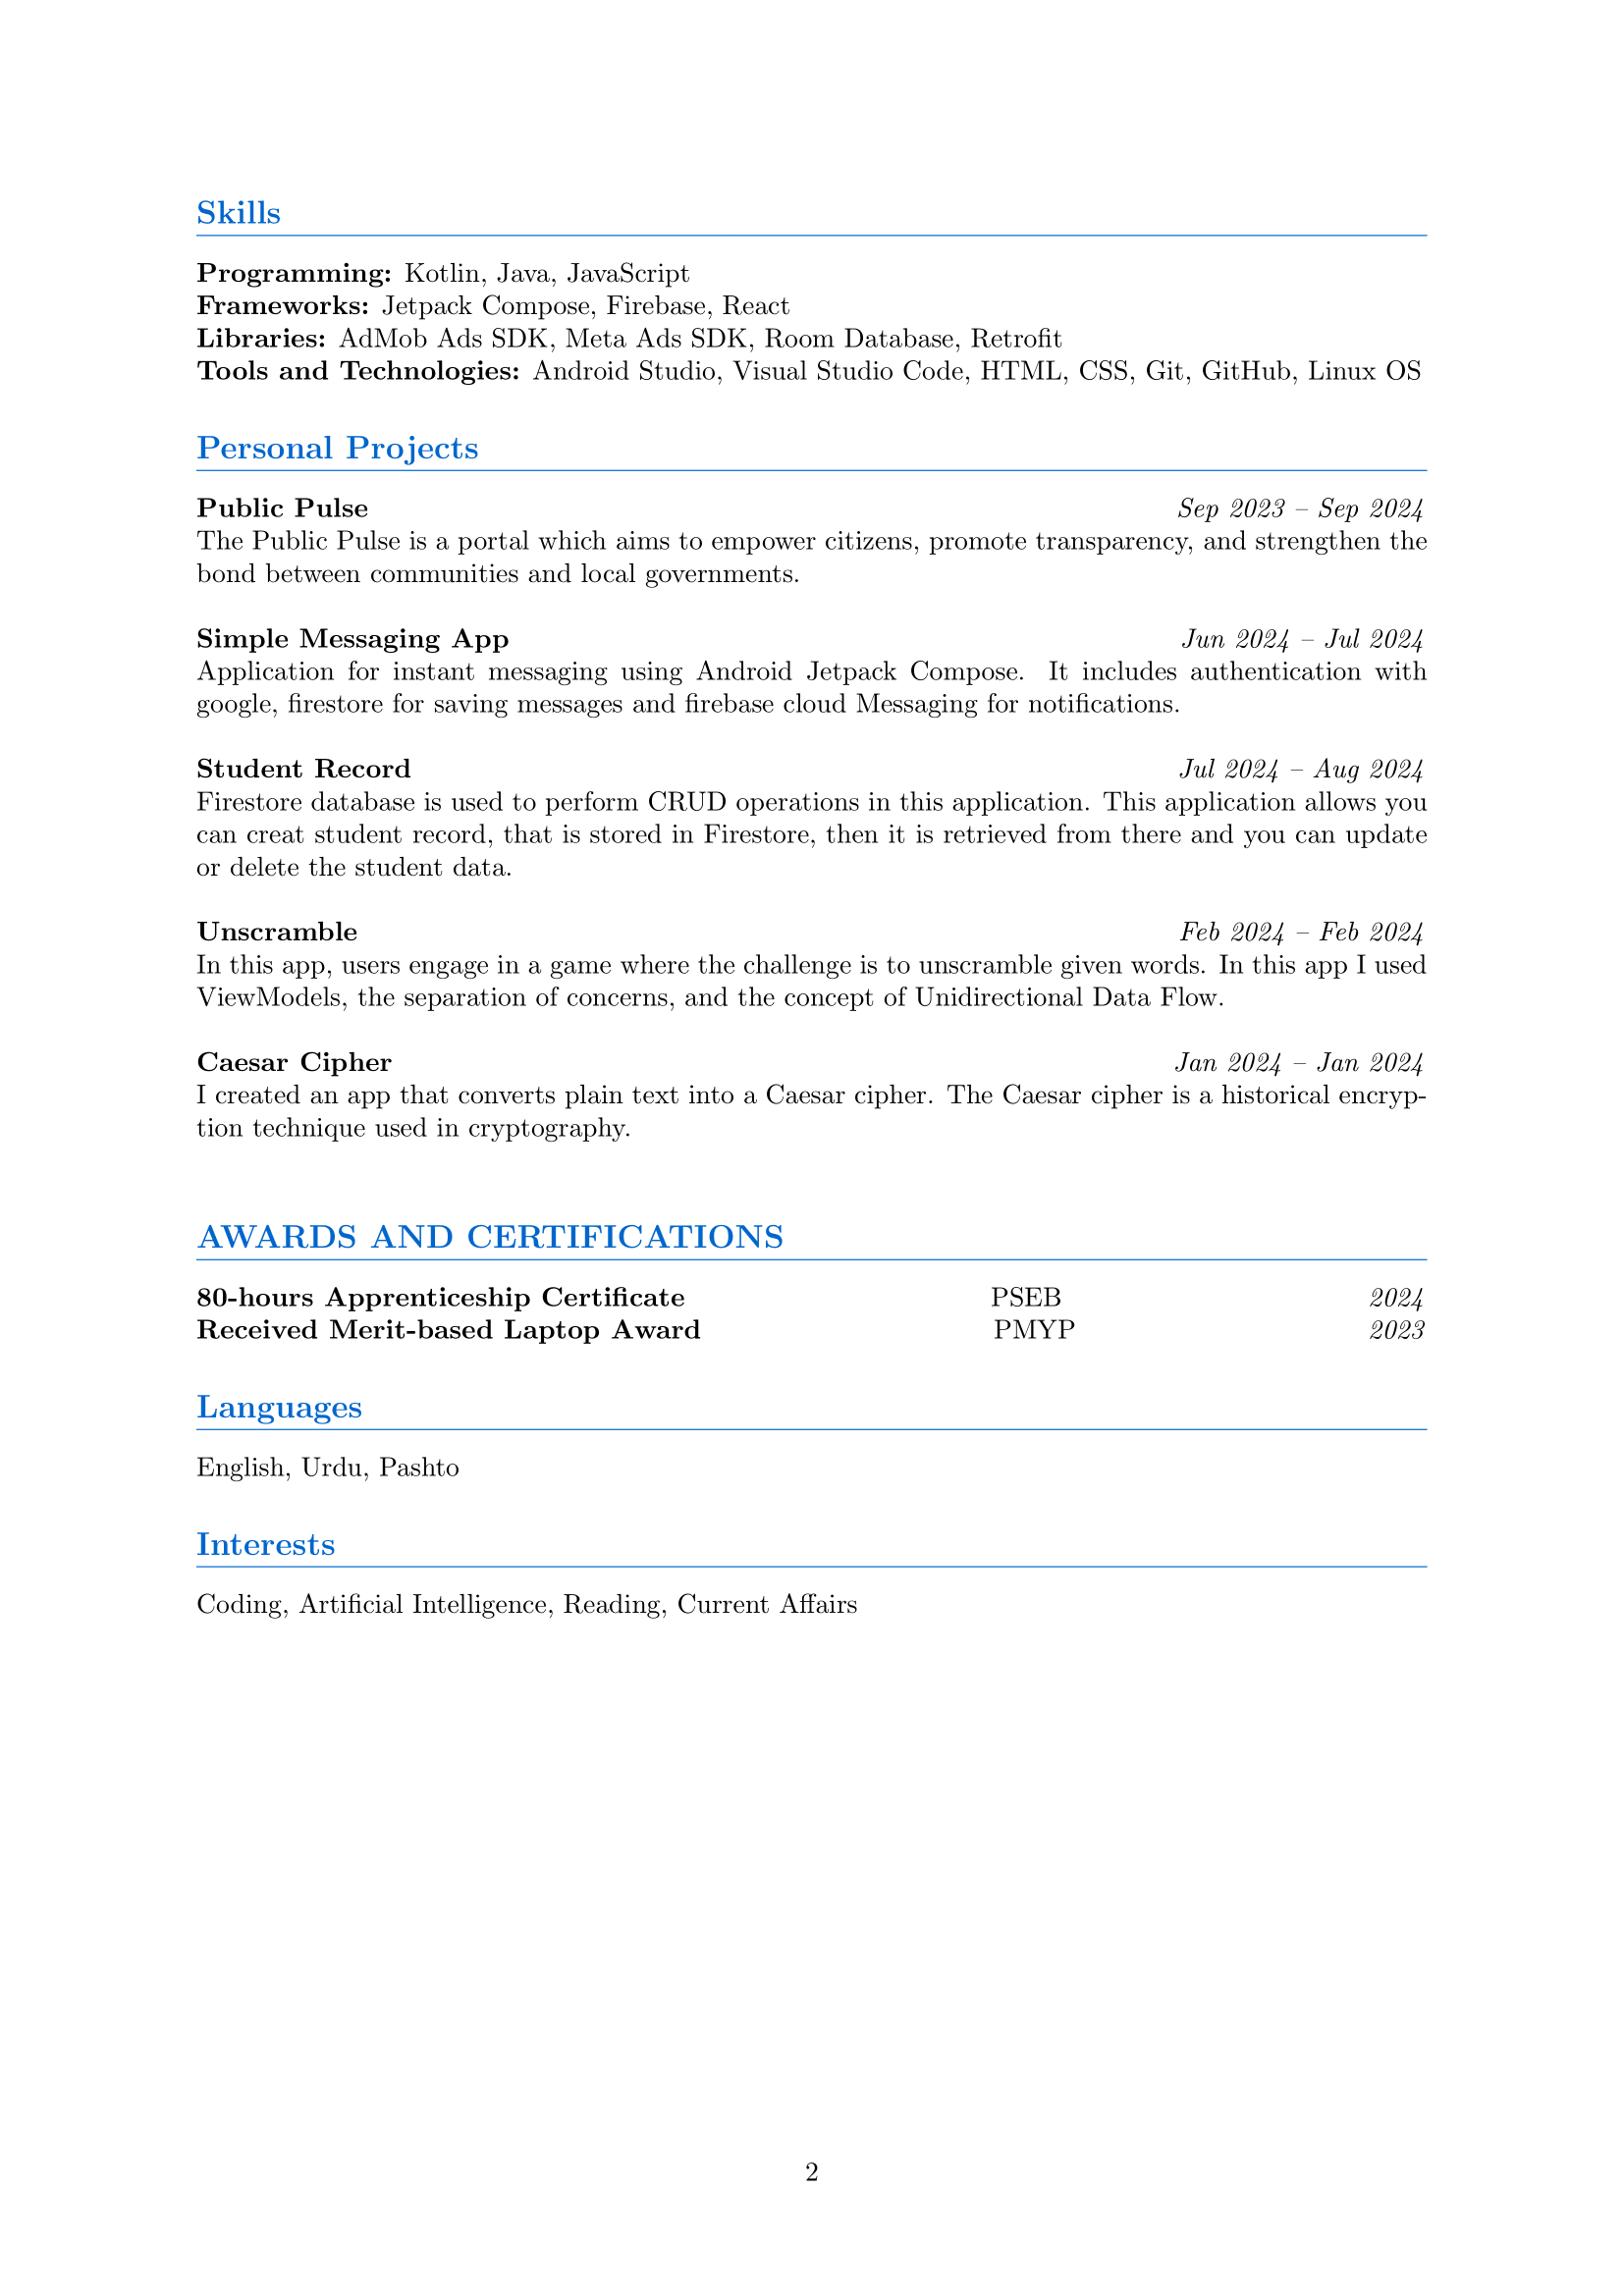 Skills
Programming: Kotlin, Java, JavaScript
Frameworks: Jetpack Compose, Firebase, React
Libraries: AdMob Ads SDK, Meta Ads SDK, Room Database, Retrofit
Tools and Technologies: Android Studio, Visual Studio Code, HTML, CSS, Git, GitHub, Linux OS
Personal Projects
Public Pulse Sep 2023 – Sep 2024
The Public Pulse is a portal which aims to empower citizens, promote transparency, and strengthen the
bond between communities and local governments.
Simple Messaging App Jun 2024 – Jul 2024
Application for instant messaging using Android Jetpack Compose. It includes authentication with
google, firestore for saving messages and firebase cloud Messaging for notifications.
Student Record Jul 2024 – Aug 2024
Firestore database is used to perform CRUD operations in this application. This application allows you
can creat student record, that is stored in Firestore, then it is retrieved from there and you can update
or delete the student data.
Unscramble Feb 2024 – Feb 2024
In this app, users engage in a game where the challenge is to unscramble given words. In this app I used
ViewModels, the separation of concerns, and the concept of Unidirectional Data Flow.
Caesar Cipher Jan 2024 – Jan 2024
I created an app that converts plain text into a Caesar cipher. The Caesar cipher is a historical encryp-
tion technique used in cryptography.
AWARDS AND CERTIFICATIONS
80-hours Apprenticeship Certificate PSEB 2024
Received Merit-based Laptop Award PMYP 2023
Languages
English, Urdu, Pashto
Interests
Coding, Artificial Intelligence, Reading, Current Affairs
2